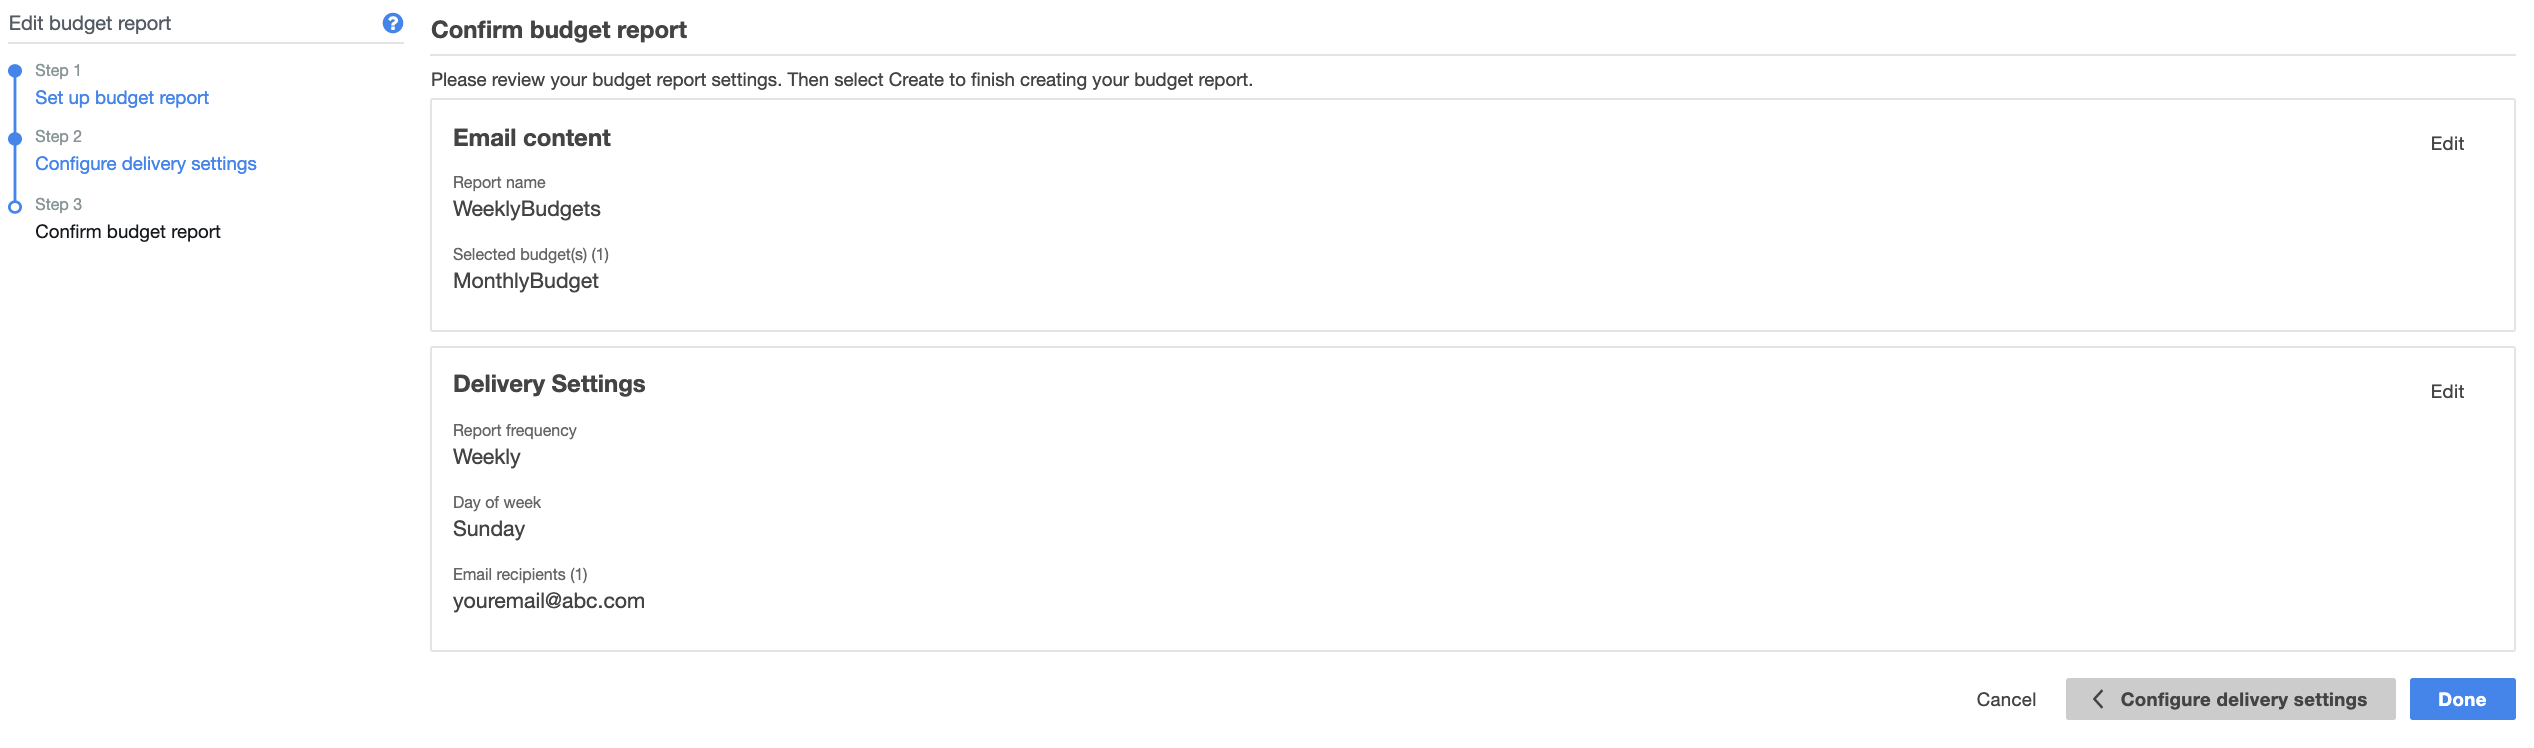 Edit budget report
?
Step 1
Set up budget report
Step 2
Configure delivery settings
Step 3
Confirm budget report
Confirm budget report
Please review your budget report settings. Then select Create to finish creating your budget report.
Email content
Edit
Report name
WeeklyBudgets
Selected budget(s) (1)
MonthlyBudget
Delivery Settings
Edit
Report frequency
Weekly
Day of week
Sunday
Email recipients (1)
youremail@abc.com
Cancel
Configure delivery settings
Done